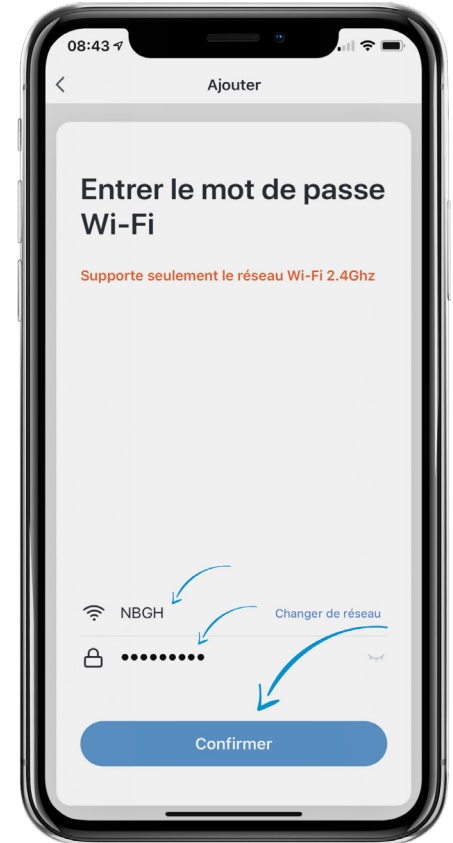 08:43
Ajouter
Entrer le mot de passe
Wi-Fi
Supporte seulement le réseau Wi-Fi 2.4Ghz
NBGH
Changer de réseau
•••••••••
Confirmer